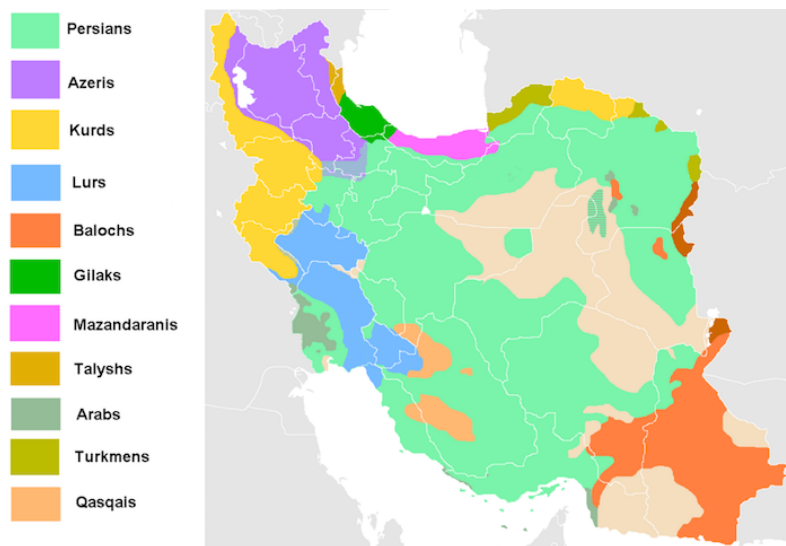 Persians
Azeris
Kurds
Lurs
Balochs
Gilaks
Mazandaranis
Talyshs
Arabs
Turkmens
Qasqais